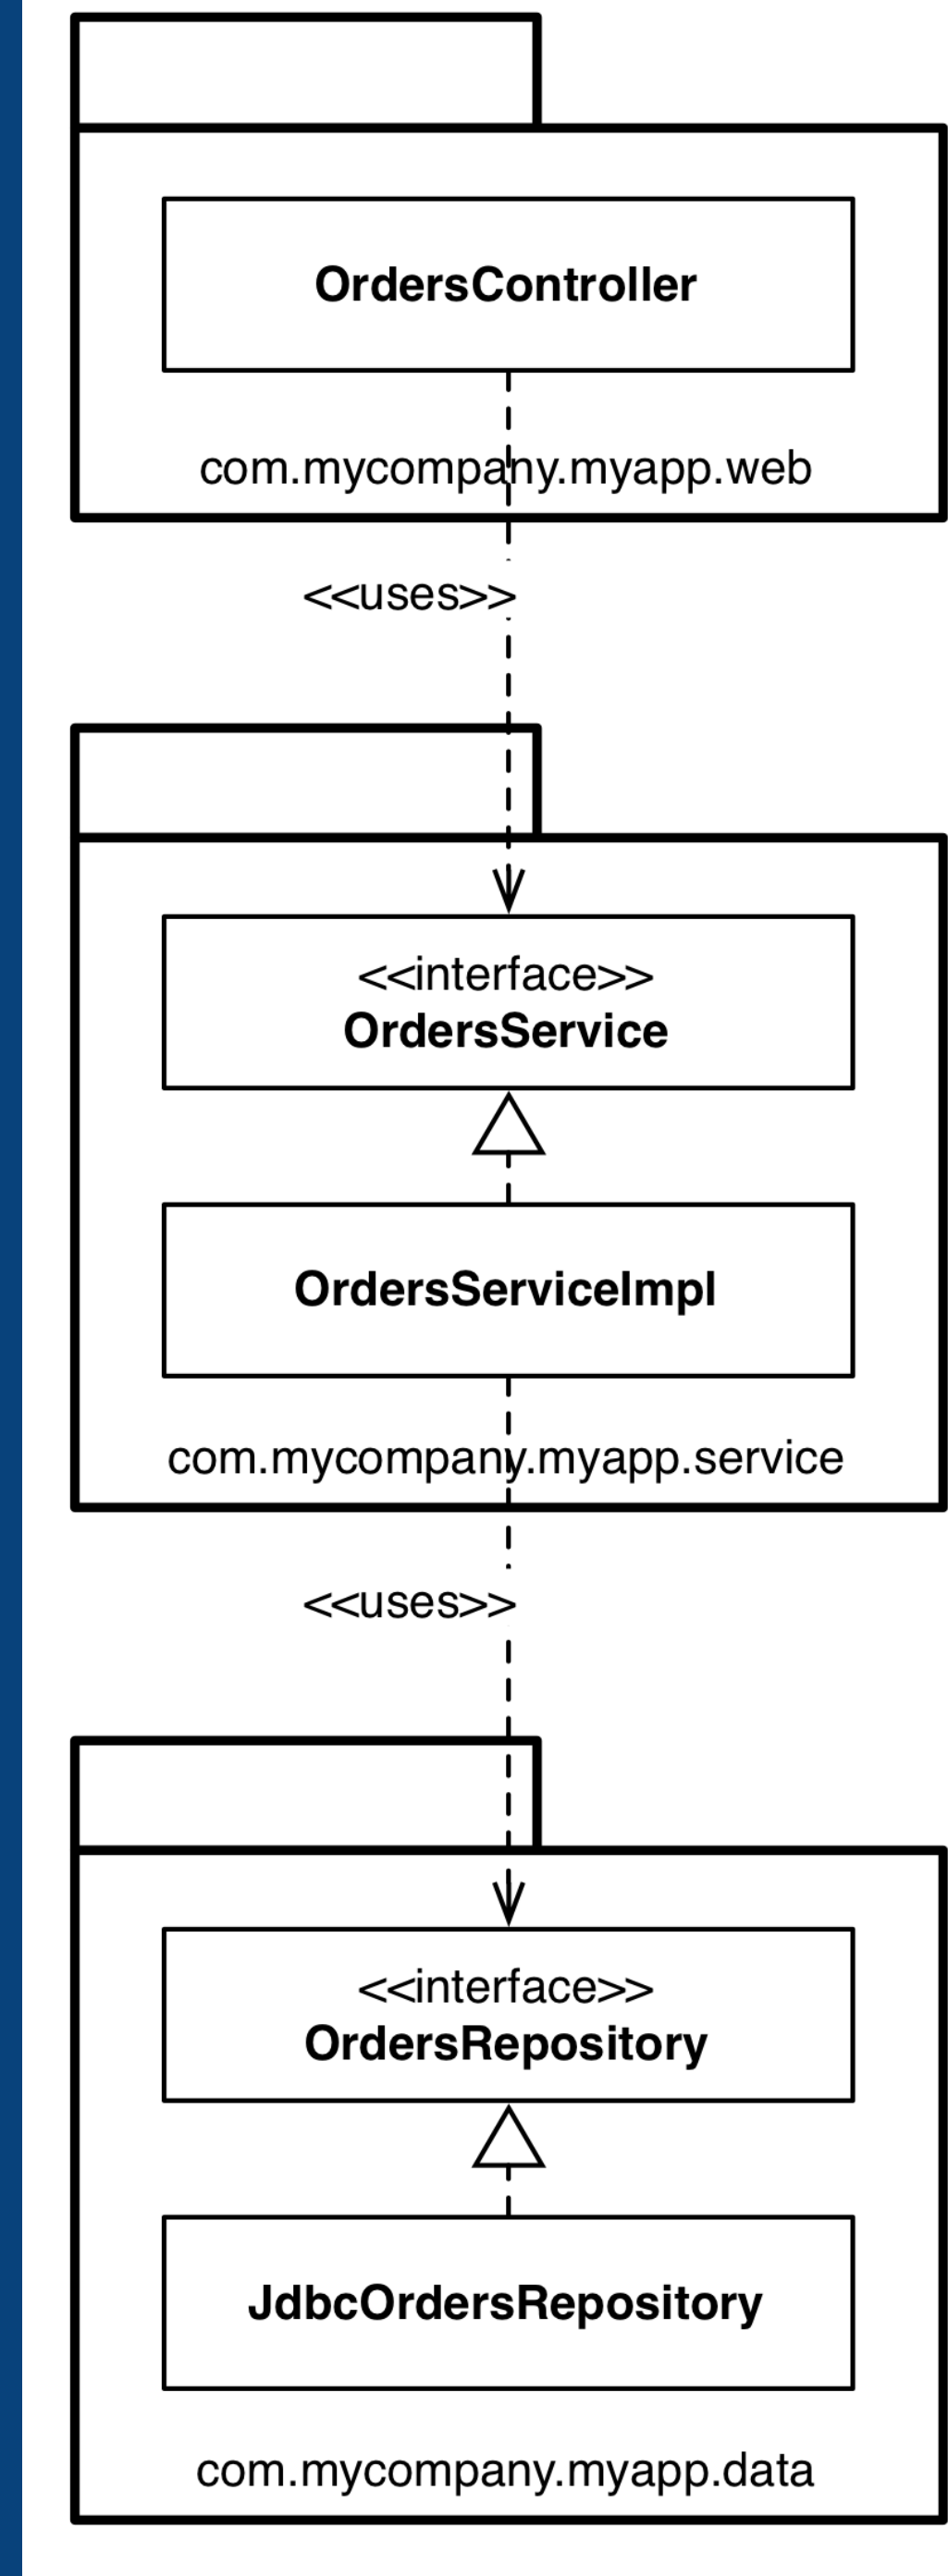 OrdersController
com.mycompany.myapp.web
<<uses>>
<<interface>>
OrdersService
OrdersServiceImpl
com.mycompany.myapp.service
<<uses>>
<<interface>>
OrdersRepository
JdbcOrdersRepository
com.mycompany.myapp.data